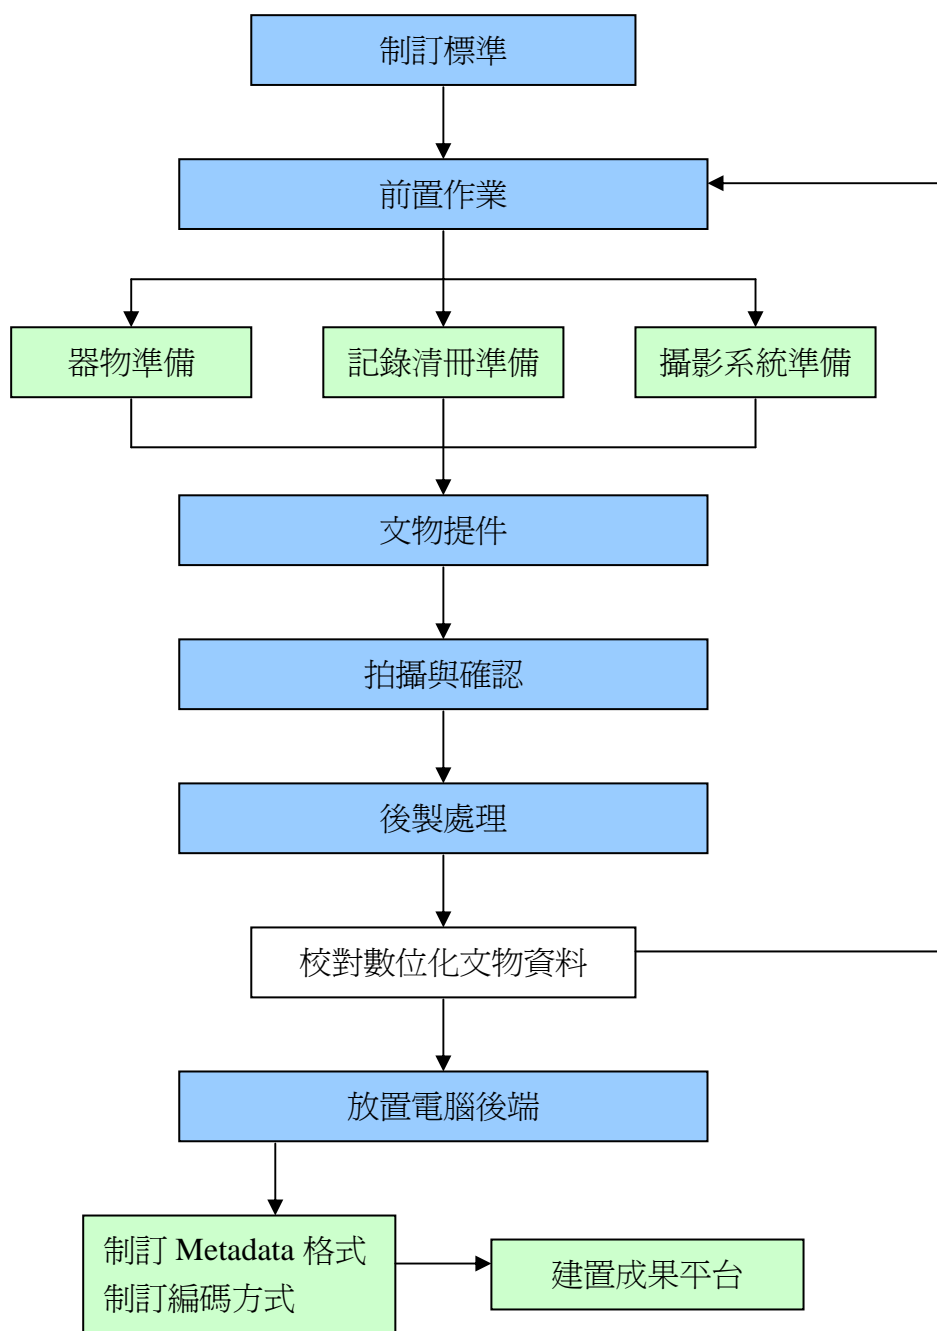 制訂標準
前置作業
器物準備
記錄清冊準備
攝影系統準備
文物提件
拍攝與確認
後製處理
校對數位化文物資料
放置電腦後端
制訂 Metadata 格式
制訂編碼方式
建置成果平台